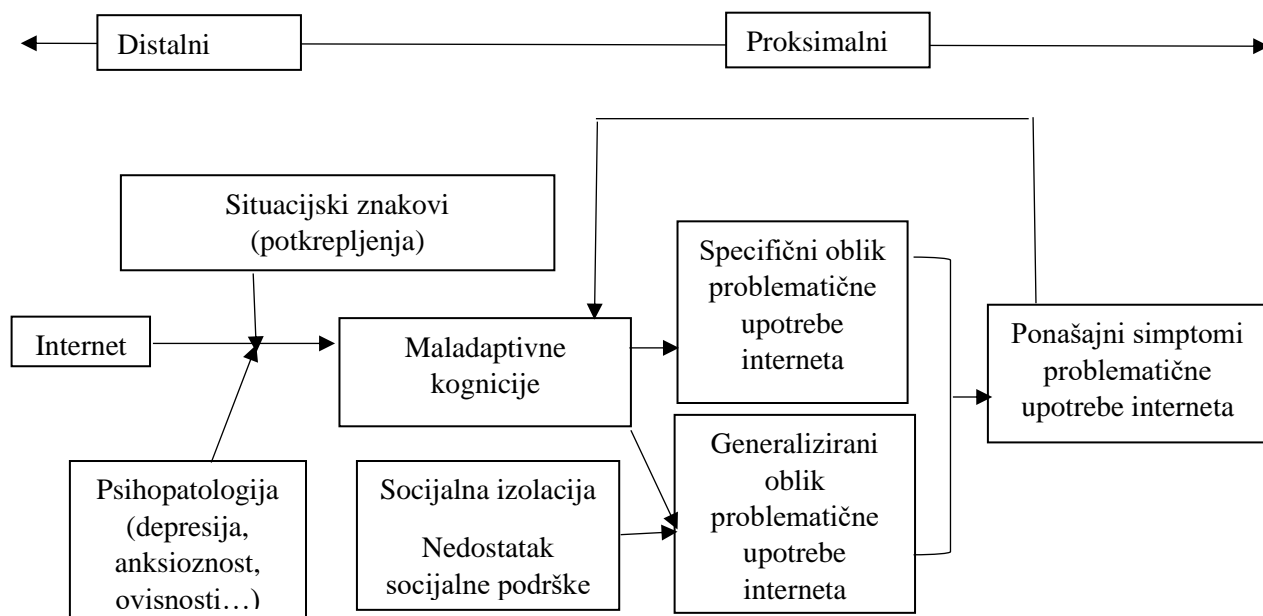 Distalni
Proksimalni
Situacijski znakovi
(potkrepljenja)
Internet
Psihopatologija
(depresija,
anksioznost,
ovisnosti…)
Maladaptivne
kognicije
Socijalna izolacija
Nedostatak
socijalne podrške
Specifični oblik
problematične
upotrebe
interneta
Generalizirani
oblik
problematične
upotrebe
interneta
Ponašajni simptomi
problematične
upotrebe interneta